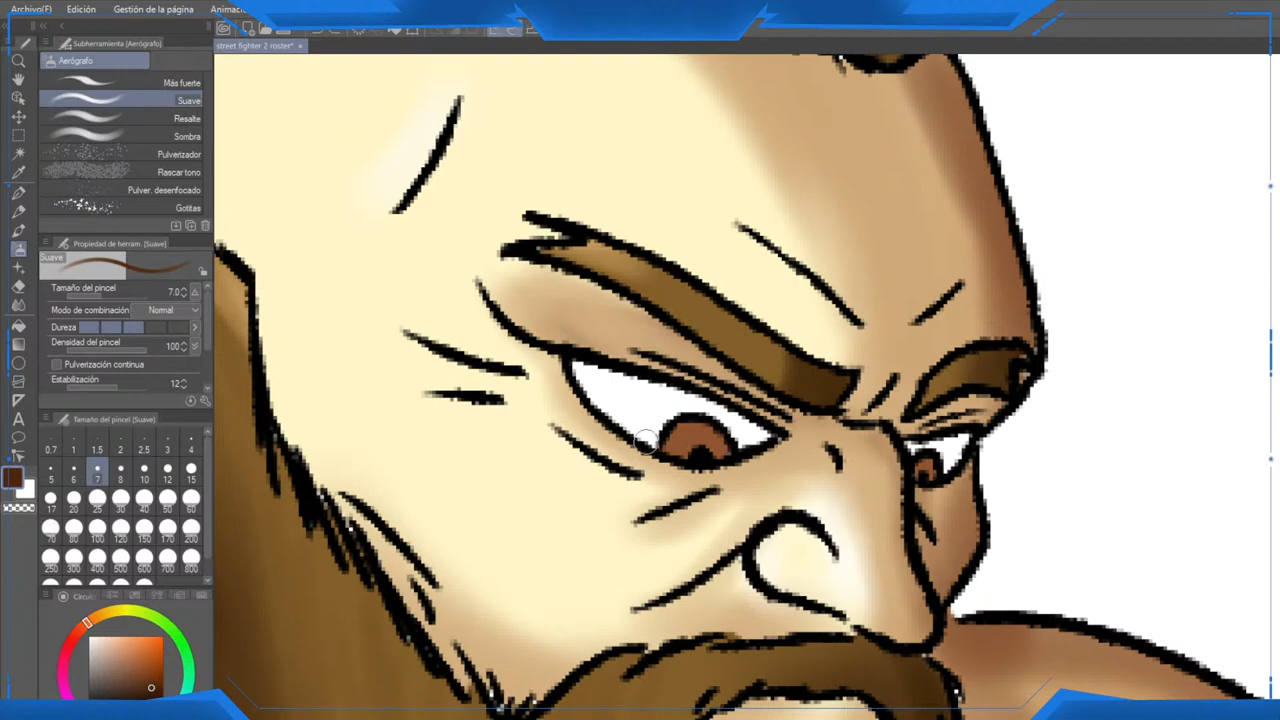 Archivo(F) Edición Gestión de la página Animació
Subherramienta (Aerógrafo)
street fighter 2 roster*
Aerógrafo
Más fuerte
Suave
Resalte
Sombra
Pulverizador
Rascar tono
Pulver. desenfocado
Gotitas
Propiedad de herram. [Suave]
Suave
Tamaño del pincel 7.0
Modo de combinación Normal
Dureza
Densidad del pincel 100
Pulverización continua
Estabilización 12
Tamaño del pincel [Suave]
0.7 1 1.5 2 2.5 3 4
5 6 7 8 10 12 15
17 20 25 30 40 50 60
70 80 100 120 150 170 200
250 300 400 500 600 700 800
Círcul